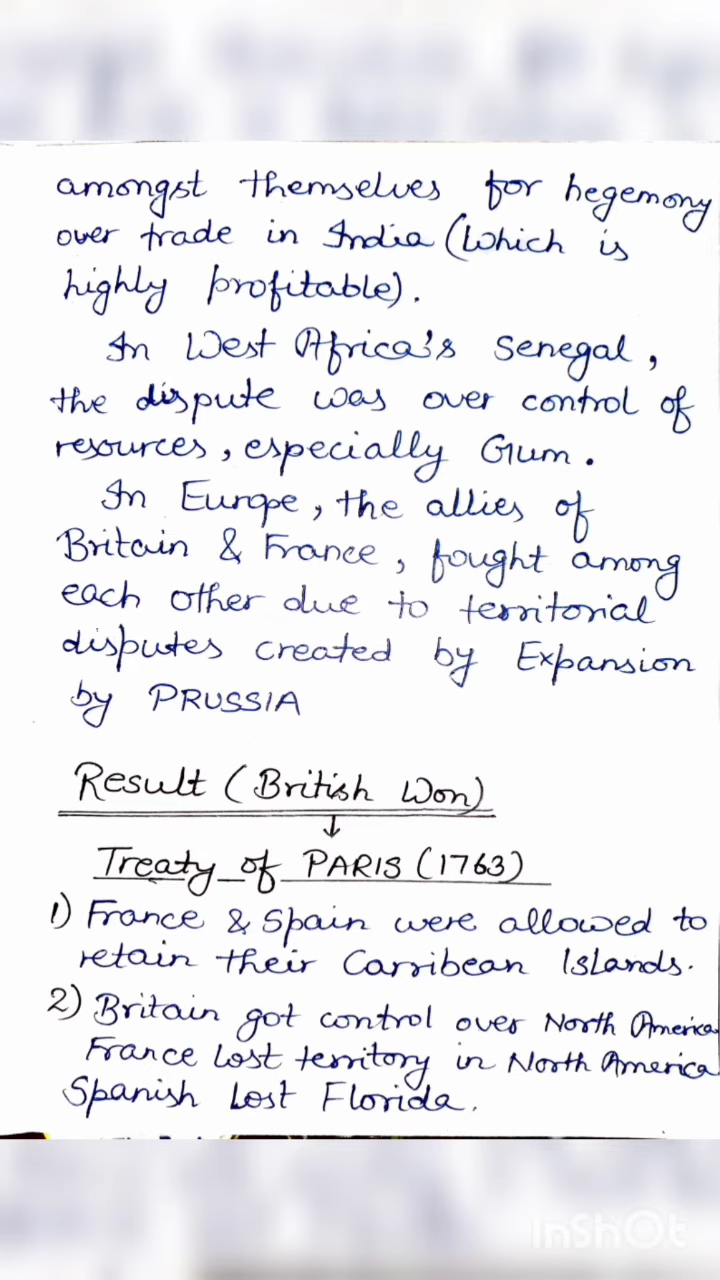 amongst themselves for hegemony
over trade in India (Which is
highly profitable).
In West Africa's Senegal,
the dispute was over control of
resources, especially Gum.
In Europe, the allies of
Britain & France, fought among
each other due to territorial
disputes created by Expansion
by PRUSSIA
Result (British Won)
↓
Treaty of PARIS (1763)
1) France & Spain were allowed to
retain their Carribean Islands.
2) Britain got control over North America
France Lost territory in North America
Spanish Lost Florida.
InShOt